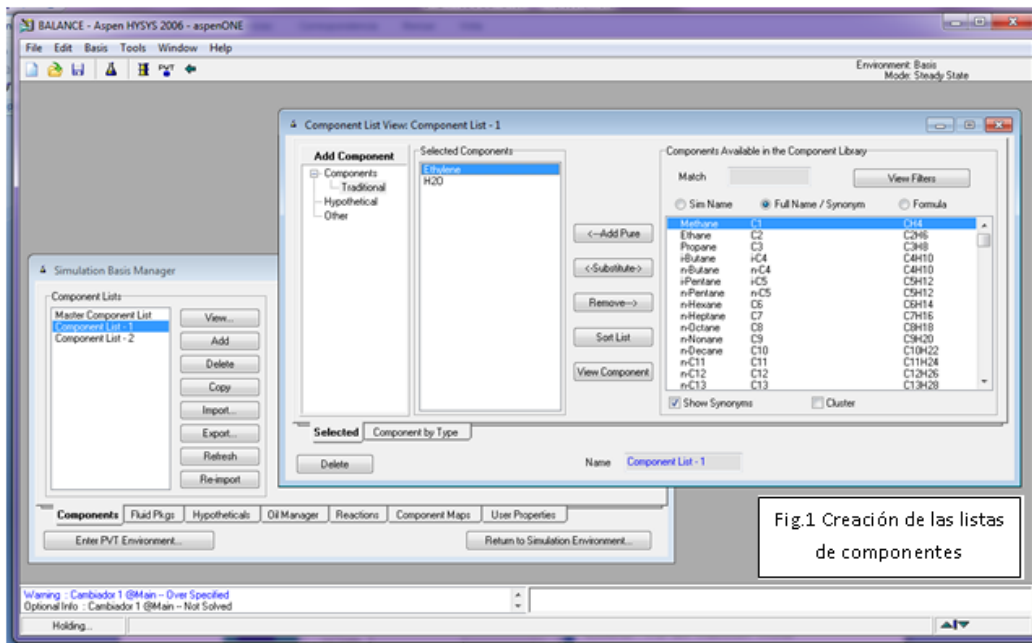 BALANCE - Aspen HYSYS 2006 - aspenONE
File Edit Basis Tools Window Help
PVT
Environment: Basis
Mode: Steady State
Component List View: Component List - 1
Add Component
Components
Traditional
Hypothetical
Other
Selected Components
Ethylene
H2O
<---Add Pure
<-Substitute->
Remove--->
Sort List
View Component
Components Available in the Component Library
Match
View Filters
Sim Name Full Name / Synonym Formula
Methane C1 CH4
Ethane C2 C2H6
Propane C3 C3H8
i-Butane i-C4 C4H10
n-Butane n-C4 C4H10
i-Pentane i-C5 C5H12
n-Pentane n-C5 C5H12
n-Hexane C6 C6H14
n-Heptane C7 C7H16
n-Octane C8 C8H18
n-Nonane C9 C9H20
n-Decane C10 C10H22
n-C11 C11 C11H24
n-C12 C12 C12H26
n-C13 C13 C13H28
Show Synonyms Cluster
Selected Component by Type
Delete
Name Component List - 1
Simulation Basis Manager
Component Lists
Master Component List
Component List - 1
Component List - 2
View...
Add
Delete
Copy
Import...
Export...
Refresh
Re-import
Components Fluid Pkgs Hypotheticals Oil Manager Reactions Component Maps User Properties
Enter PVT Environment...
Return to Simulation Environment...
Fig.1 Creación de las listas
de componentes
Warning : Cambiador 1 @Main -- Over Specified
Optional Info : Cambiador 1 @Main -- Not Solved
Holding...